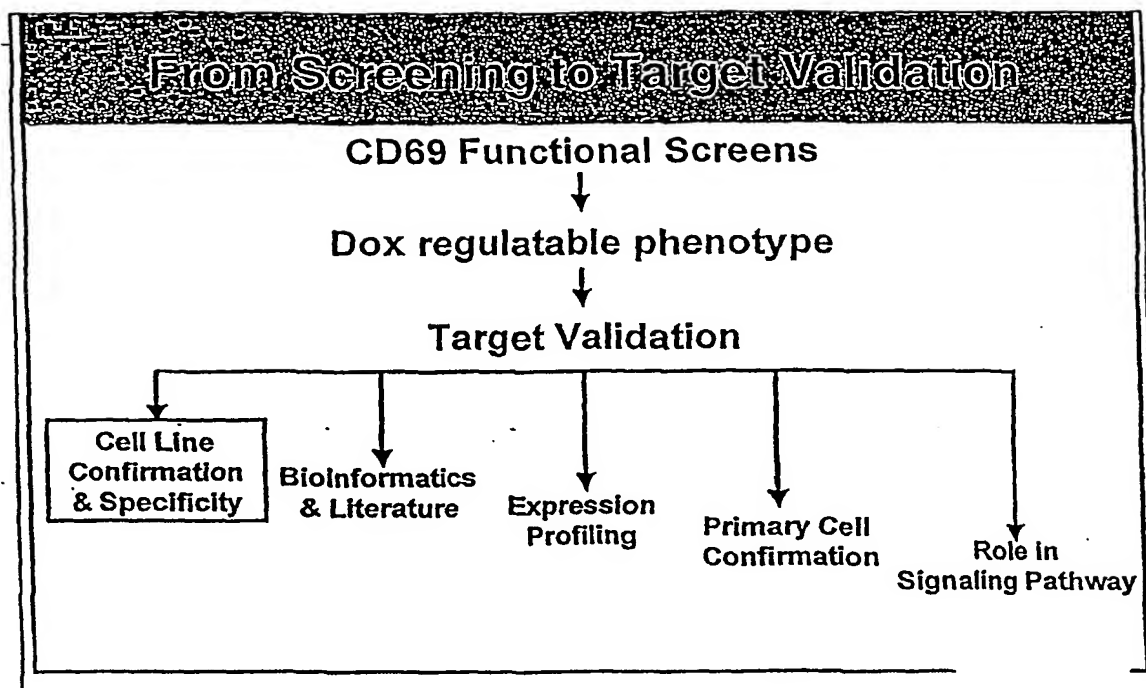 From Screening to Target Validation
CD69 Functional Screens
Dox regulatable phenotype
Target Validation
Cell Line
Confirmation
& Specificity
Bioinformatics
& Literature
Expression
Profiling
Primary Cell
Confirmation
Role in
Signaling Pathway